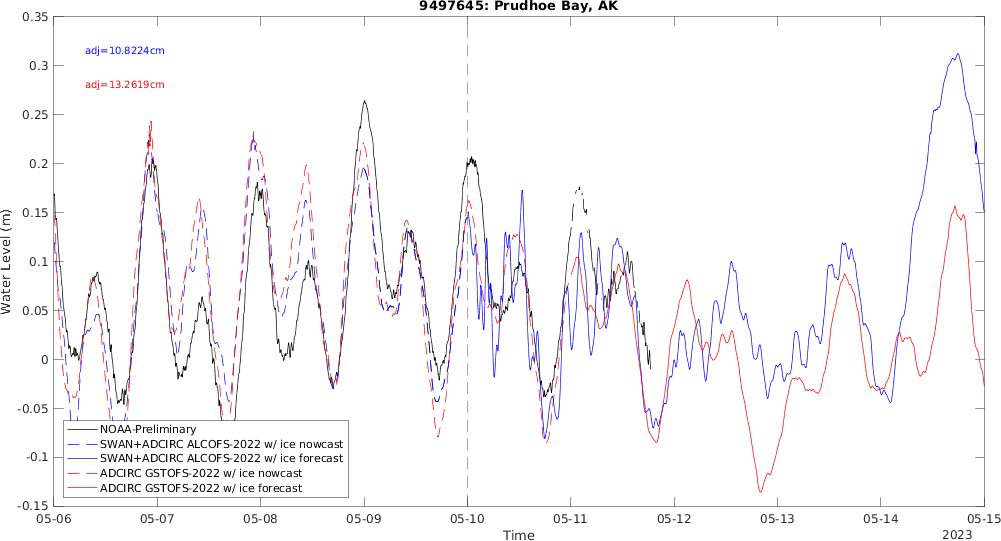 9497645: Prudhoe Bay, AK
adj=10.8224cm
adj=13.2619cm
Water Level (m)
0.35
0.3
0.25
0.2
0.15
0.1
0.05
0
-0.05
-0.1
-0.15
NOAA-Preliminary
SWAN+ADCIRC ALCOFS-2022 w/ ice nowcast
SWAN+ADCIRC ALCOFS-2022 w/ ice forecast
ADCIRC GSTOFS-2022 w/ ice nowcast
ADCIRC GSTOFS-2022 w/ ice forecast
05-06 05-07 05-08 05-09 05-10 05-11 05-12 05-13 05-14 05-15
Time
2023